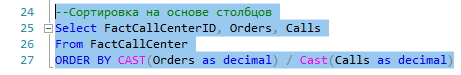 24 --Сортировка на основе столбцов
25 Select FactCallCenterID, Orders, Calls
26 From FactCallCenter
27 ORDER BY CAST(Orders as decimal) / Cast(Calls as decimal)